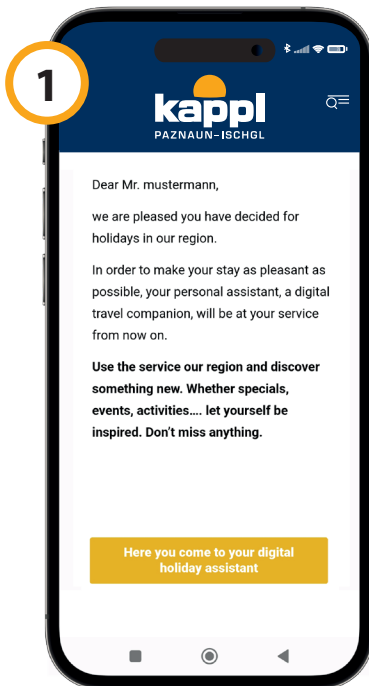 1
kappl
PAZNAUN–ISCHGL
Dear Mr. mustermann,
we are pleased you have decided for
holidays in our region.
In order to make your stay as pleasant as
possible, your personal assistant, a digital
travel companion, will be at your service
from now on.
Use the service our region and discover
something new. Whether specials,
events, activities.... let yourself be
inspired. Don't miss anything.
Here you come to your digital
holiday assistant